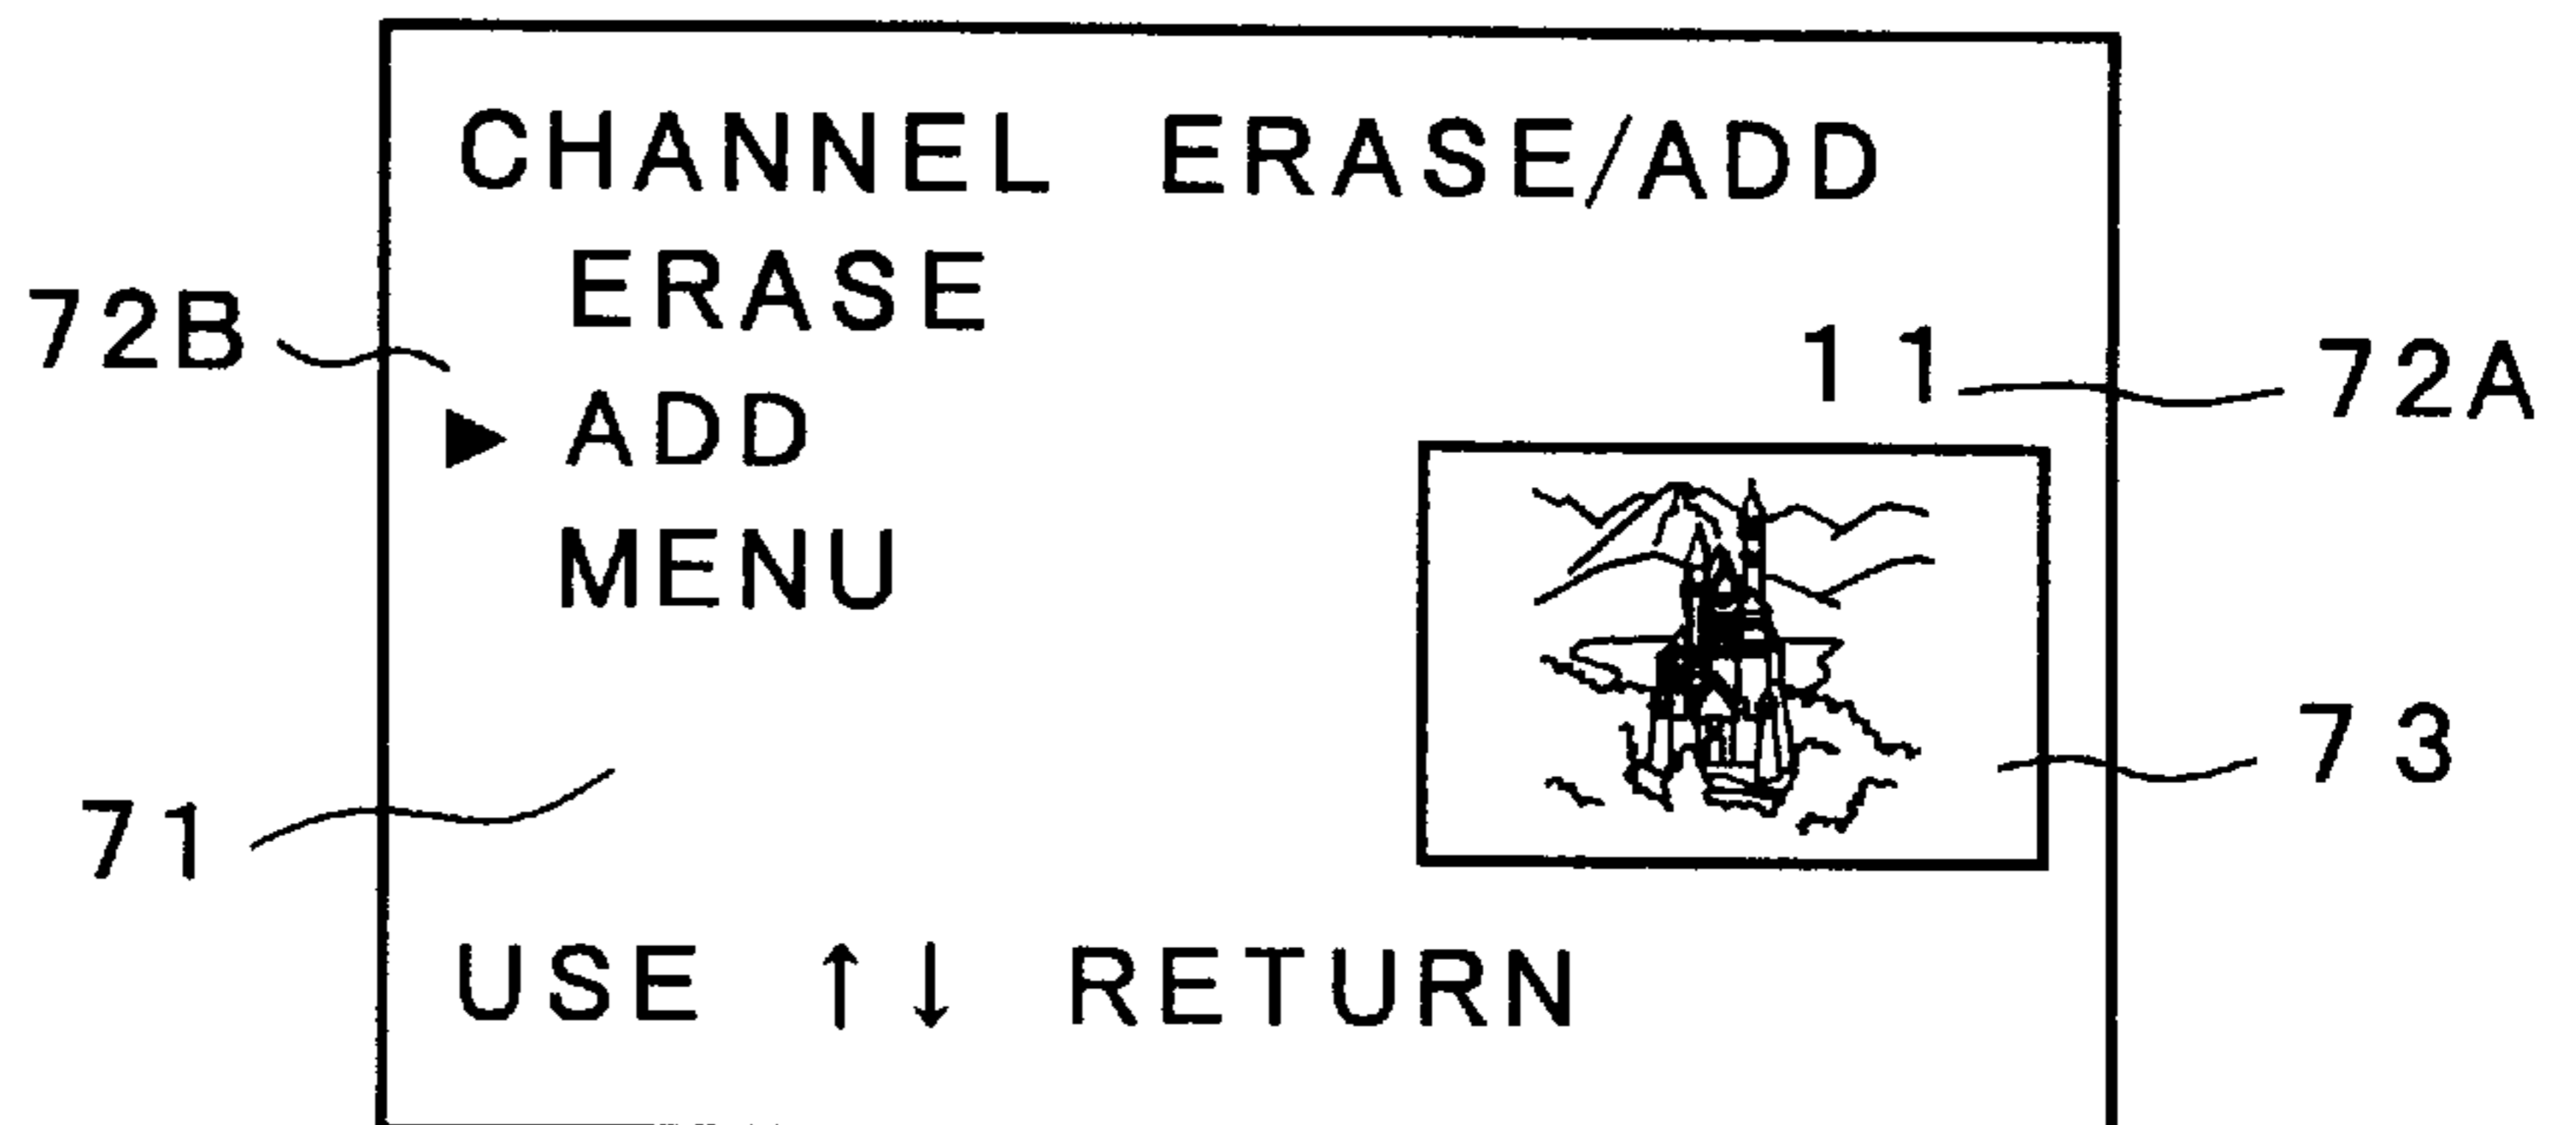 CHANNEL ERASE/ADD
ERASE
72B
11
72A
▶ ADD
MENU
73
71
USE ↑↓ RETURN